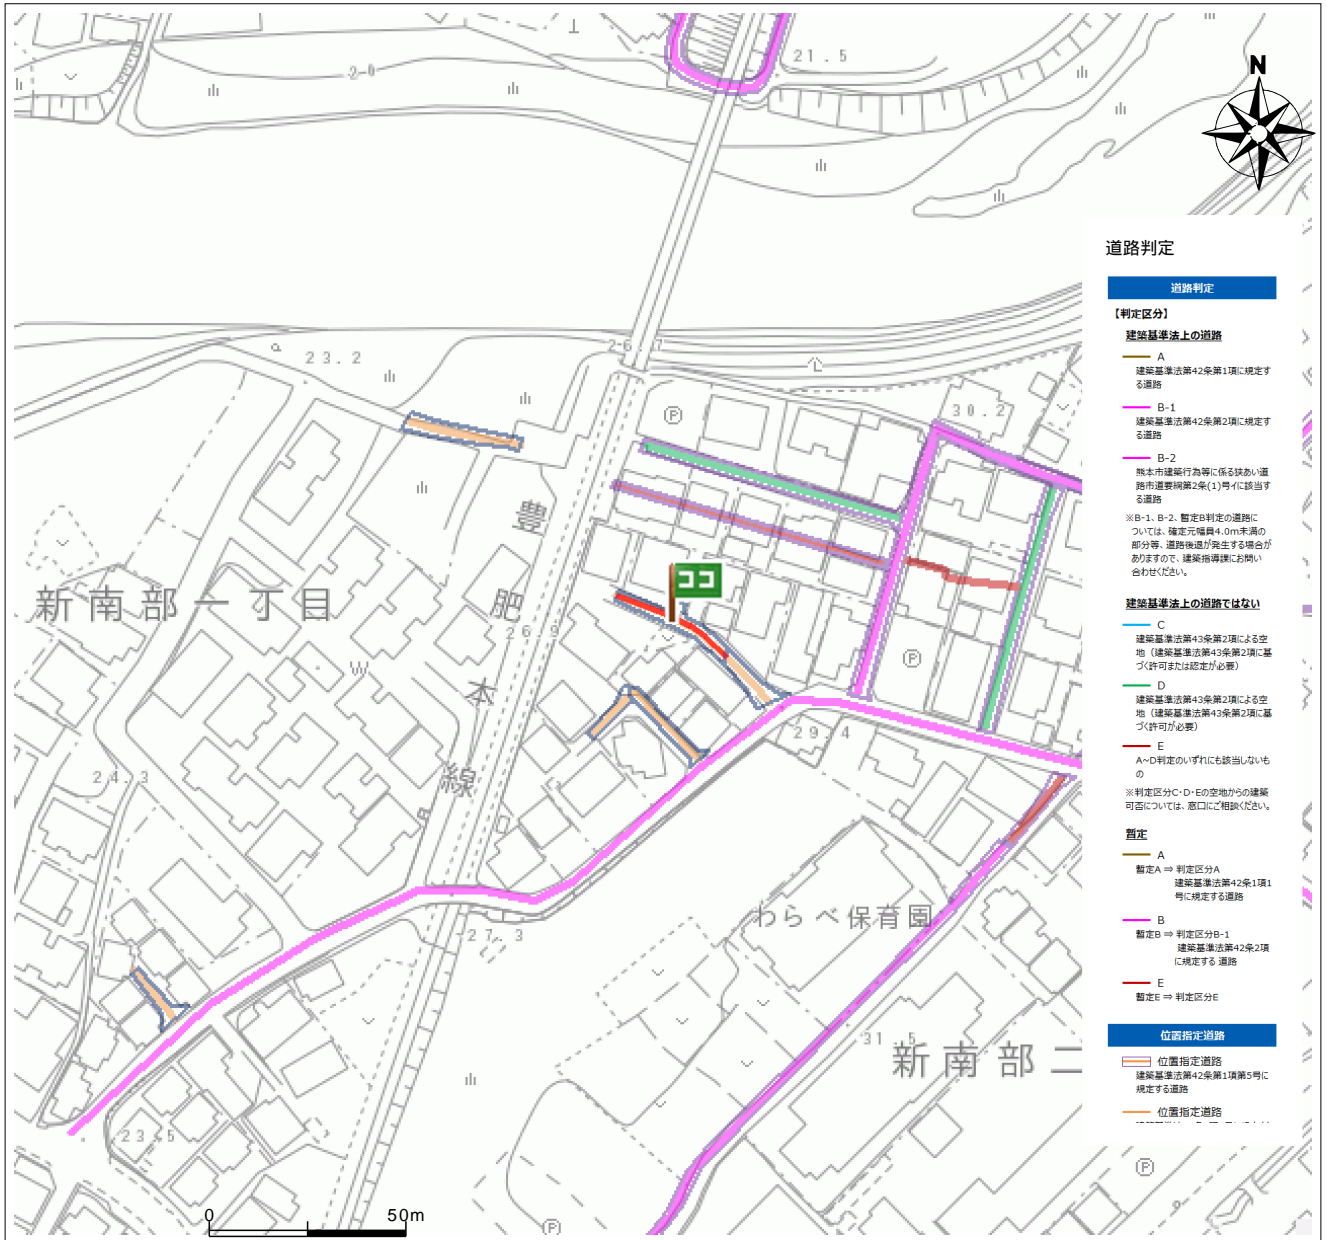 21.5
N
2-0
23.2
26.7
30.2
豊
肥
本
線
新南部一丁目
ココ
26.9
29.4
24.3
わらべ保育園
27.3
31.5
新南部二
23.5
0 50m
道路判定
道路判定
【判定区分】
建築基準法上の道路
A
建築基準法第42条第1項に規定す
る道路
B-1
建築基準法第42条第2項に規定す
る道路
B-2
熊本市建築行為等に係る狭あい道
路市道要綱第2条(1)号イに該当す
る道路
※B-1、B-2、暫定B判定の道路に
ついては、確定元幅員4.0m未満の
部分等、道路後退が発生する場合が
ありますので、建築指導課にお問い
合わせください。
建築基準法上の道路ではない
C
建築基準法第43条第2項による空
地（建築基準法第43条第2項に基
づく許可または認定が必要）
D
建築基準法第43条第2項による空
地（建築基準法第43条第2項に基
づく許可が必要）
E
A~D判定のいずれにも該当しないも
の
※判定区分C・D・Eの空地からの建築
可否については、窓口にご相談ください。
暫定
A
暫定A ⇒ 判定区分A
建築基準法第42条1項1
号に規定する道路
B
暫定B ⇒ 判定区分B-1
建築基準法第42条2項
に規定する 道路
E
暫定E ⇒ 判定区分E
位置指定道路
位置指定道路
建築基準法第42条第1項第5号に
規定する道路
位置指定道路